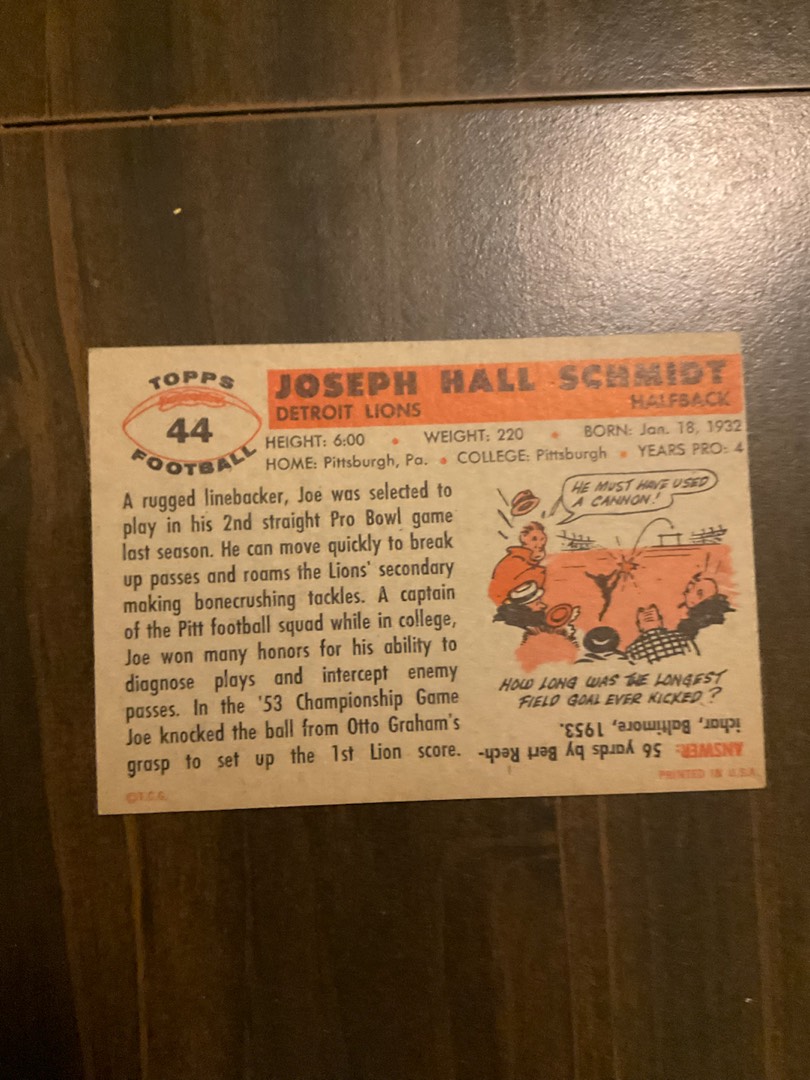 TOPPS
44
FOOTBALL
JOSEPH HALL SCHMIDT
DETROIT LIONS HALFBACK
HEIGHT: 6:00 • WEIGHT: 220 • BORN: Jan. 18, 1932
HOME: Pittsburgh, Pa. • COLLEGE: Pittsburgh • YEARS PRO: 4
A rugged linebacker, Joe was selected to
play in his 2nd straight Pro Bowl game
last season. He can move quickly to break
up passes and roams the Lions' secondary
making bonecrushing tackles. A captain
of the Pitt football squad while in college,
Joe won many honors for his ability to
diagnose plays and intercept enemy
passes. In the '53 Championship Game
Joe knocked the ball from Otto Graham's
grasp to set up the 1st Lion score.
HE MUST HAVE USED
A CANNON!
HOW LONG WAS THE LONGEST
FIELD GOAL EVER KICKED?
ANSWER: 56 yards by Bert Rech-
ichar, Baltimore, 1953.
©T.C.G.
PRINTED IN U.S.A.